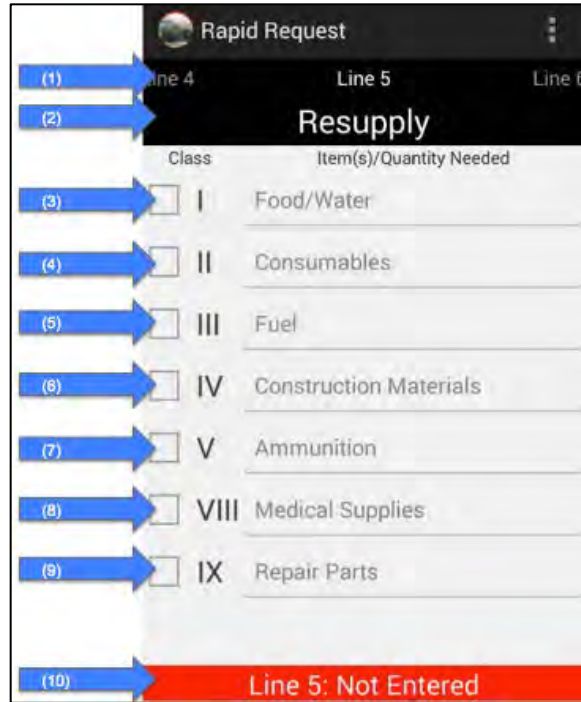 Rapid Request
(1) Line 4 Line 5 Line 6
(2) Resupply
Class Item(s)/Quantity Needed
(3) I Food/Water
(4) II Consumables
(5) III Fuel
(6) IV Construction Materials
(7) V Ammunition
(8) VIII Medical Supplies
(9) IX Repair Parts
(10) Line 5: Not Entered